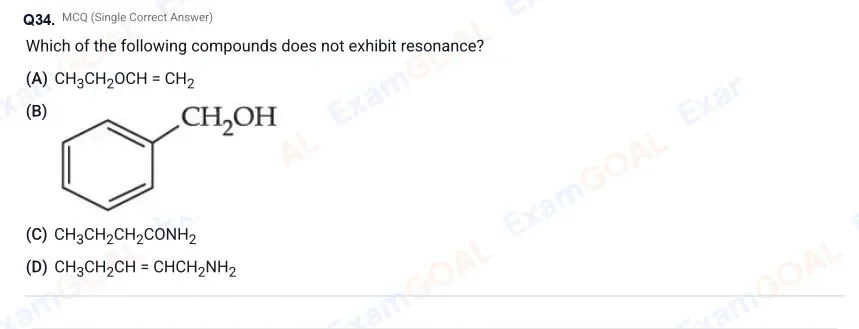 Q34. MCQ (Single Correct Answer)
Which of the following compounds does not exhibit resonance?
(A) CH₃CH₂OCH = CH₂
(B)
CH₂OH
(C) CH₃CH₂CH₂CONH₂
(D) CH₃CH₂CH = CHCH₂NH₂